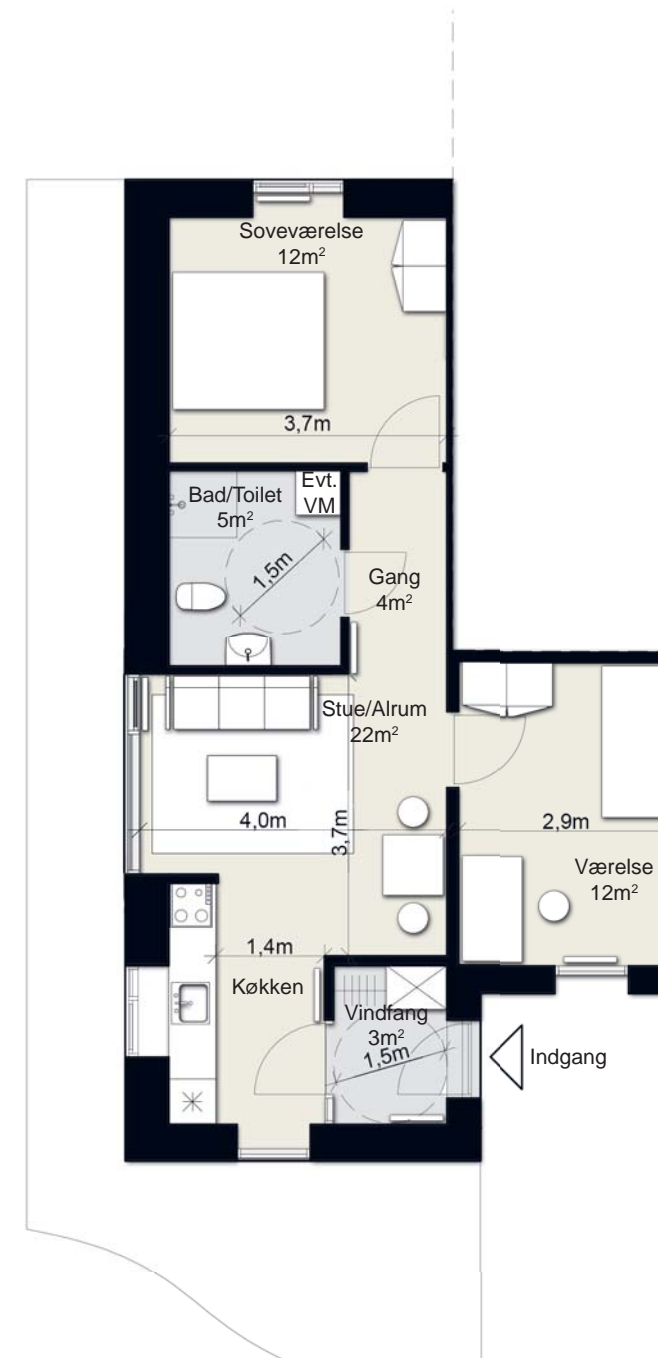 Soveværelse
12m²
3,7m
Evt.
VM
Bad/Toilet
5m²
1,5m
Gang
4m²
Stue/Alrum
22m²
4,0m
3,7m
2,9m
Værelse
12m²
1,4m
Køkken
Vindfang
3m²
1,5m
Indgang